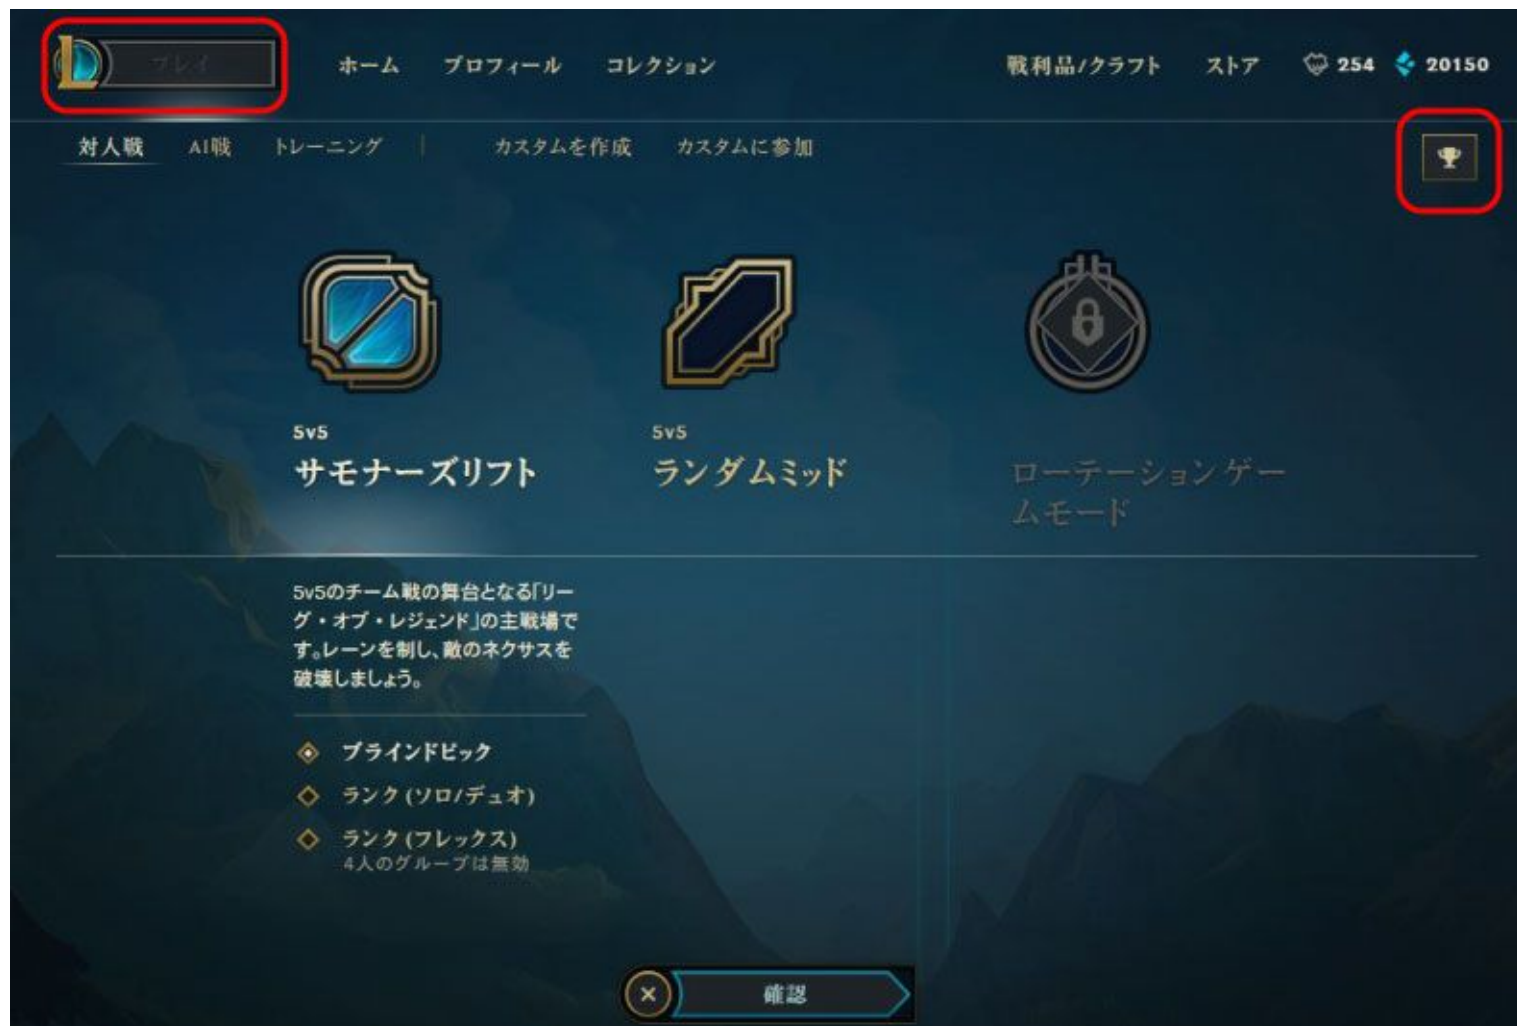 プレイ
ホーム プロフィール コレクション 戦利品/クラフト ストア 254 20150
対人戦 AI戦 トレーニング カスタムを作成 カスタムに参加
5v5
サモナーズリフト
5v5
ランダムミッド
ローテーションゲー
ムモード
5v5のチーム戦の舞台となる「リー
グ・オブ・レジェンド」の主戦場で
す。レーンを制し、敵のネクサスを
破壊しましょう。
ブラインドピック
ランク (ソロ/デュオ)
ランク (フレックス)
4人のグループは無効
確認